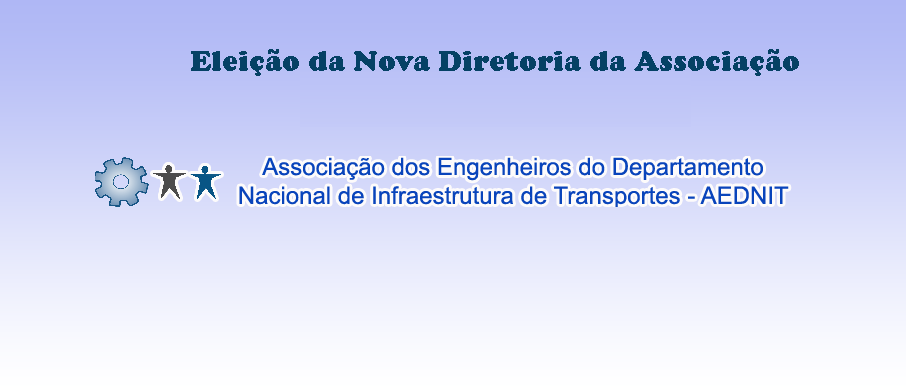 Eleição da Nova Diretoria da Associação
Associação dos Engenheiros do Departamento
Nacional de Infraestrutura de Transportes - AEDNIT